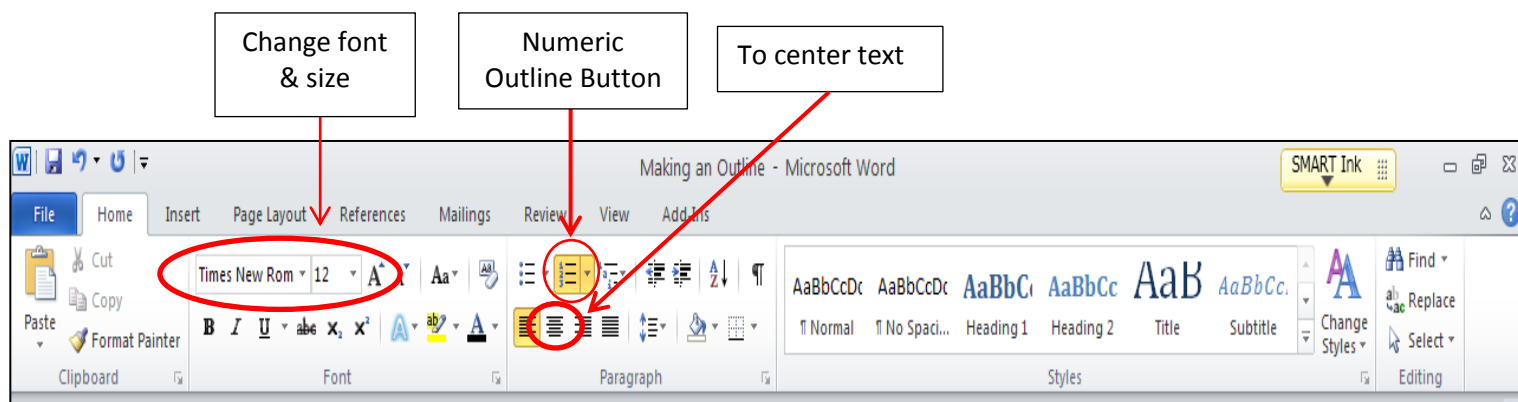 Change font
& size
Numeric
Outline Button
To center text
W
Making an Outline - Microsoft Word
SMART Ink
File Home Insert Page Layout References Mailings Review View Add-Ins
Cut
Copy
Paste
Format Painter
Clipboard
Times New Rom 12 A A Aa
B I U abc X₂ X² A ab A
Font
Paragraph
AaBbCcDc AaBbCcDc AaBbC AaBbCc AaB AaBbCc.
¶ Normal ¶ No Spaci... Heading 1 Heading 2 Title Subtitle
Styles
Change
Styles
Find
Replace
Select
Editing